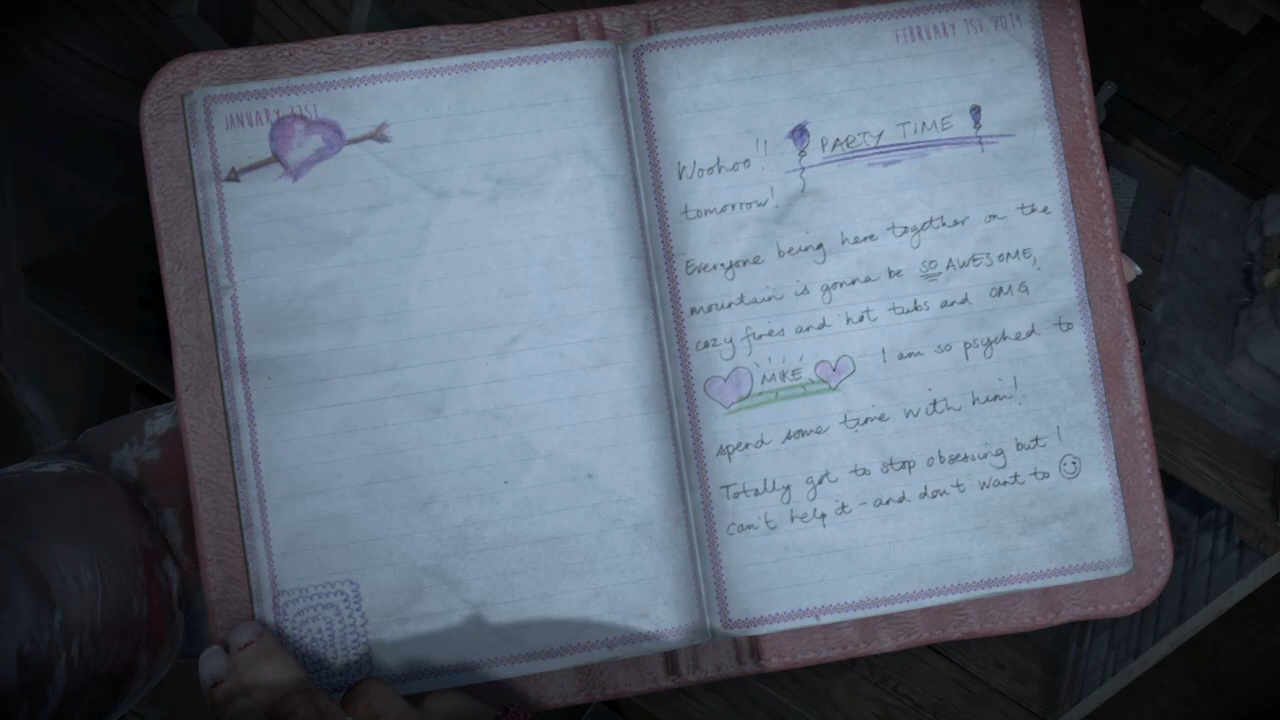 JANUARY 31ST
FEBRUARY 1ST, 2014
Woohoo!! PARTY TIME
tomorrow!
Everyone being here together on the
mountain is gonna be SO AWESOME,
cozy fires and hot tubs and OMG
MIKE I am so psyched to
spend some time with him!
Totally got to stop obsessing but I
can't help it - and don't want to